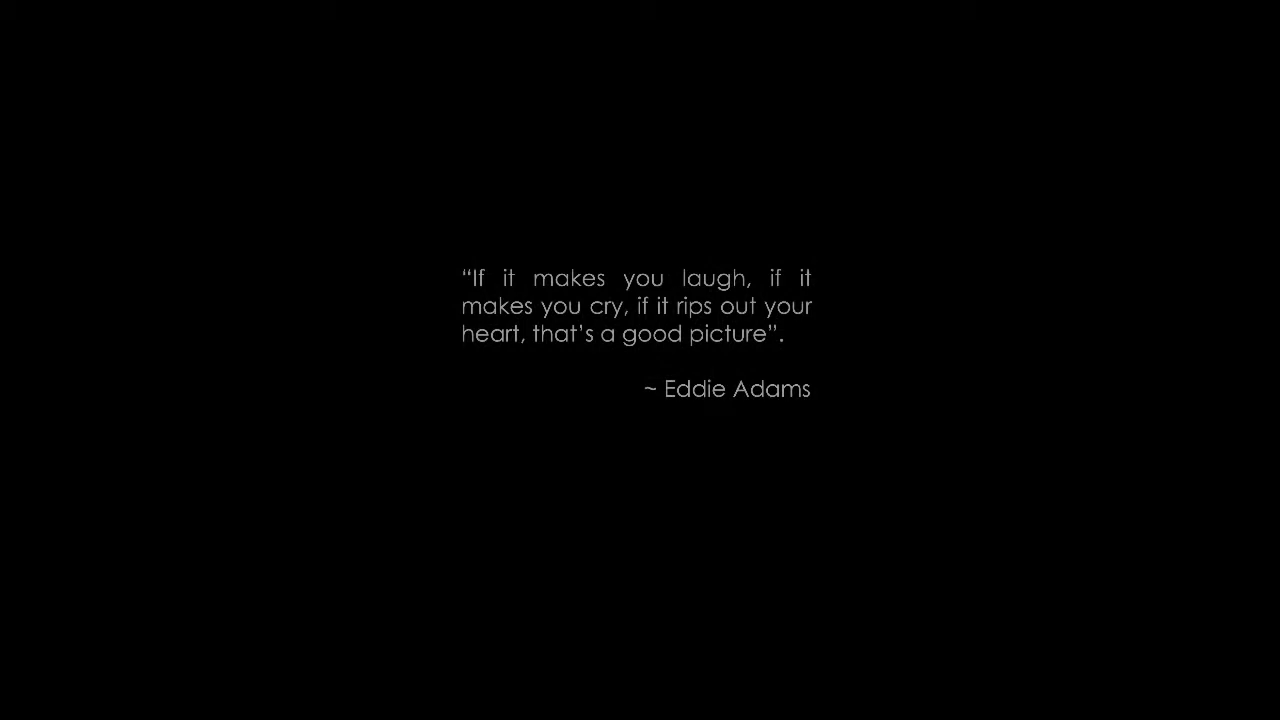 “If it makes you laugh, if it
makes you cry, if it rips out your
heart, that’s a good picture”.
~ Eddie Adams